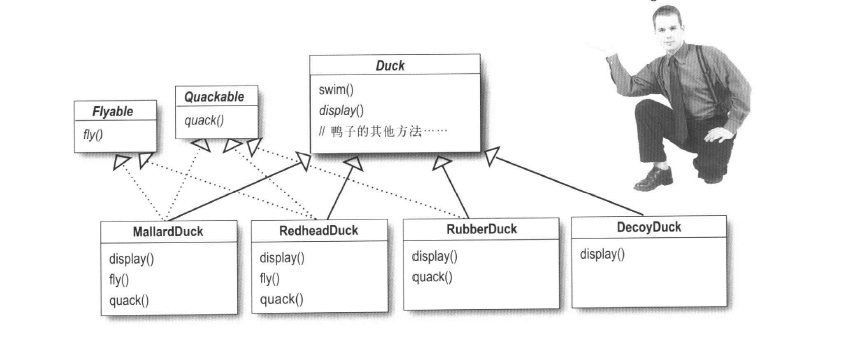 Duck
swim()
display()
// 鸭子的其他方法……
Quackable
quack()
Flyable
fly()
MallardDuck
display()
fly()
quack()
RedheadDuck
display()
fly()
quack()
RubberDuck
display()
quack()
DecoyDuck
display()